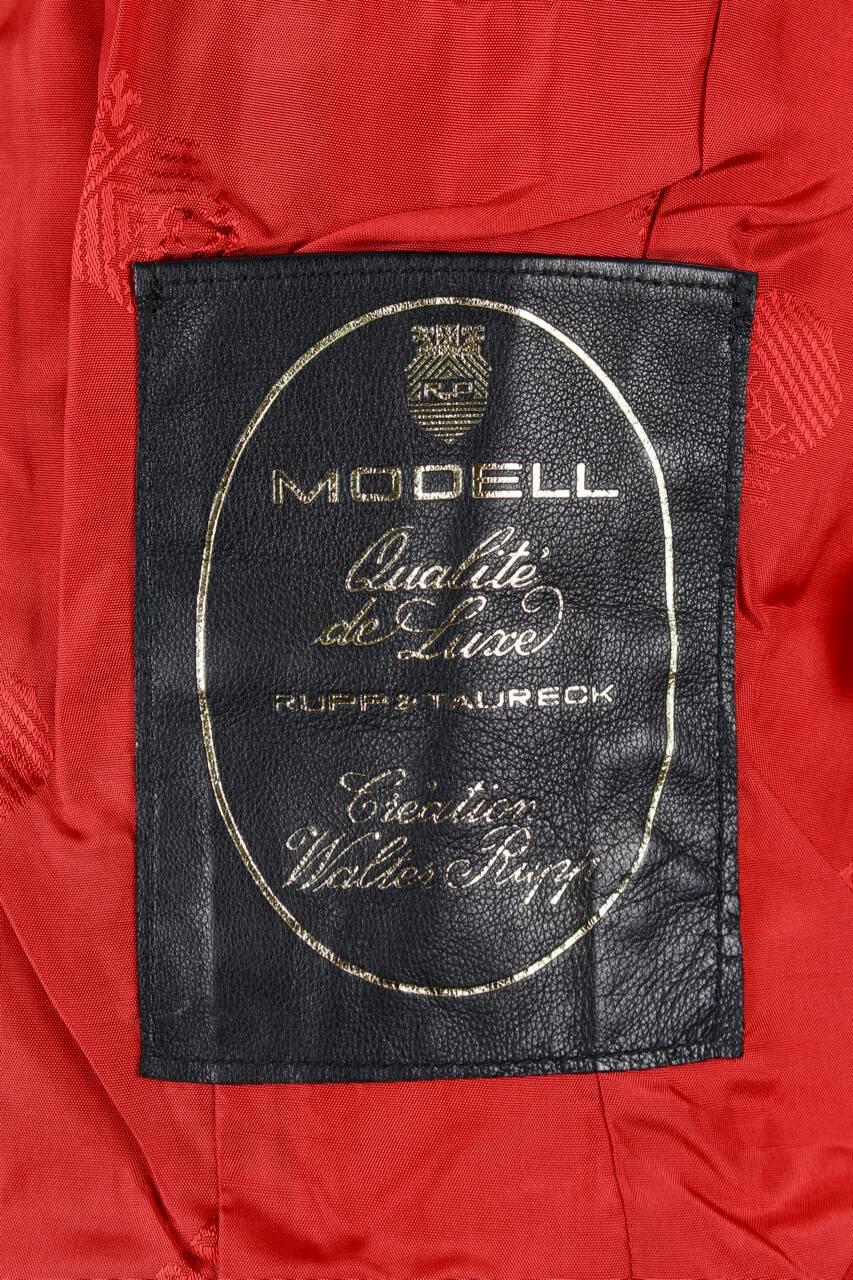 MODELL
Qualité
de Luxe
RUPP & TAURECK
Création
Walter Rupp